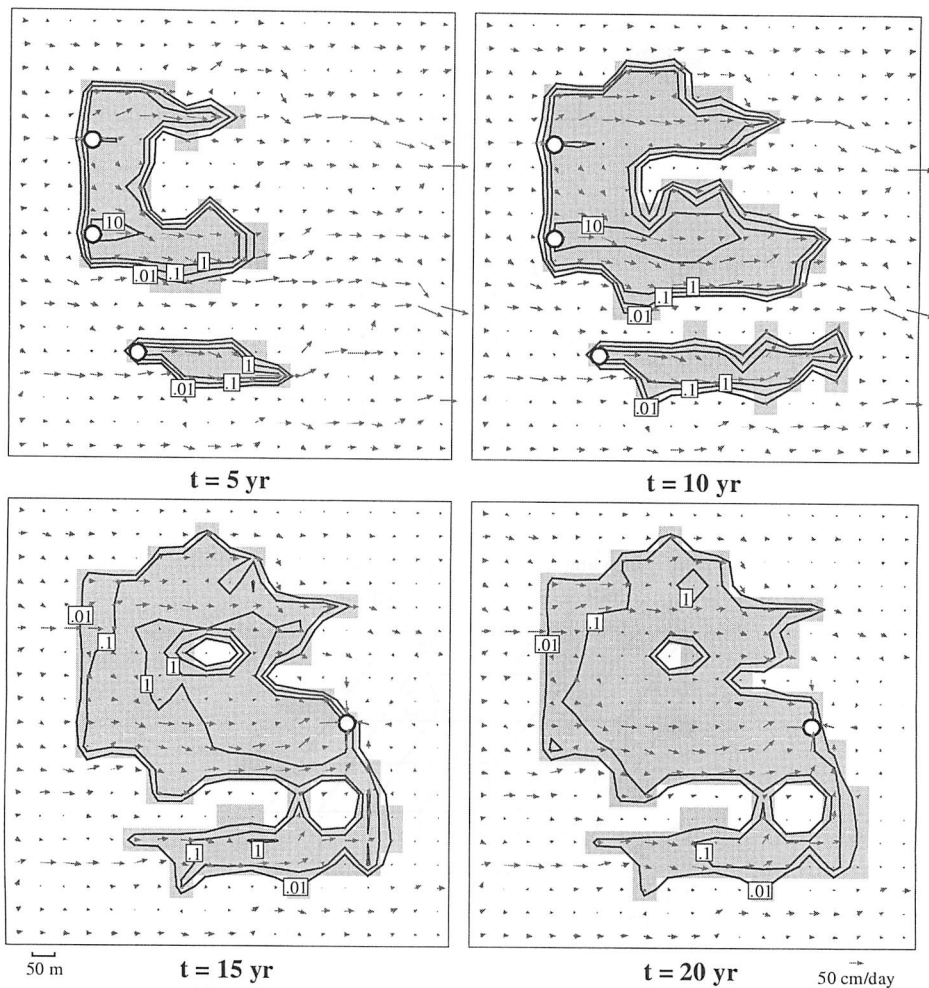 10
.01 .1 1
1
.01 .1
t = 5 yr
10
.01 .1 1
.1 1
.01
t = 10 yr
.01
.1
1
1
.1 1
.01
t = 15 yr
1
.1
.01
.1
.01
t = 20 yr
50 m
50 cm/day